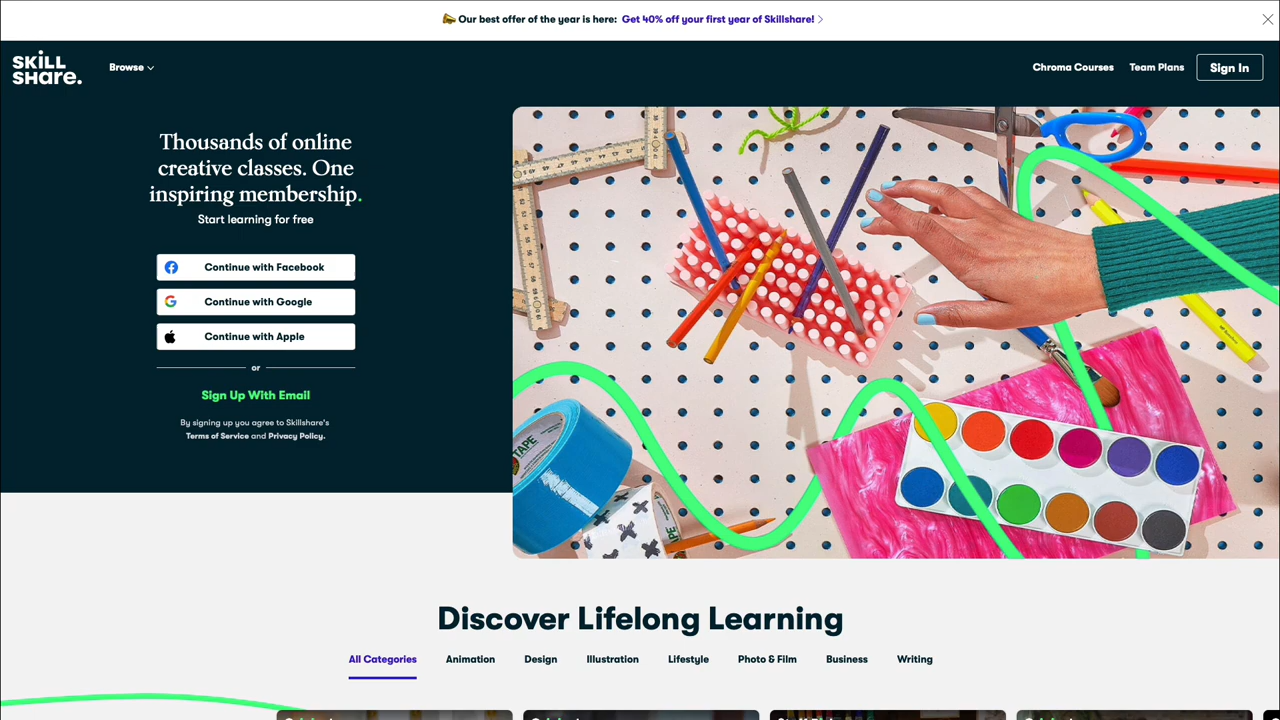 Our best offer of the year is here: Get 40% off your first year of Skillshare!
SKILL
SHare.
Browse
Chroma Courses
Team Plans
Sign In
Thousands of online
creative classes. One
inspiring membership.
Start learning for free
Continue with Facebook
Continue with Google
Continue with Apple
or
Sign Up With Email
By signing up you agree to Skillshare's
Terms of Service and Privacy Policy.
TAPE
Discover Lifelong Learning
All Categories
Animation
Design
Illustration
Lifestyle
Photo & Film
Business
Writing